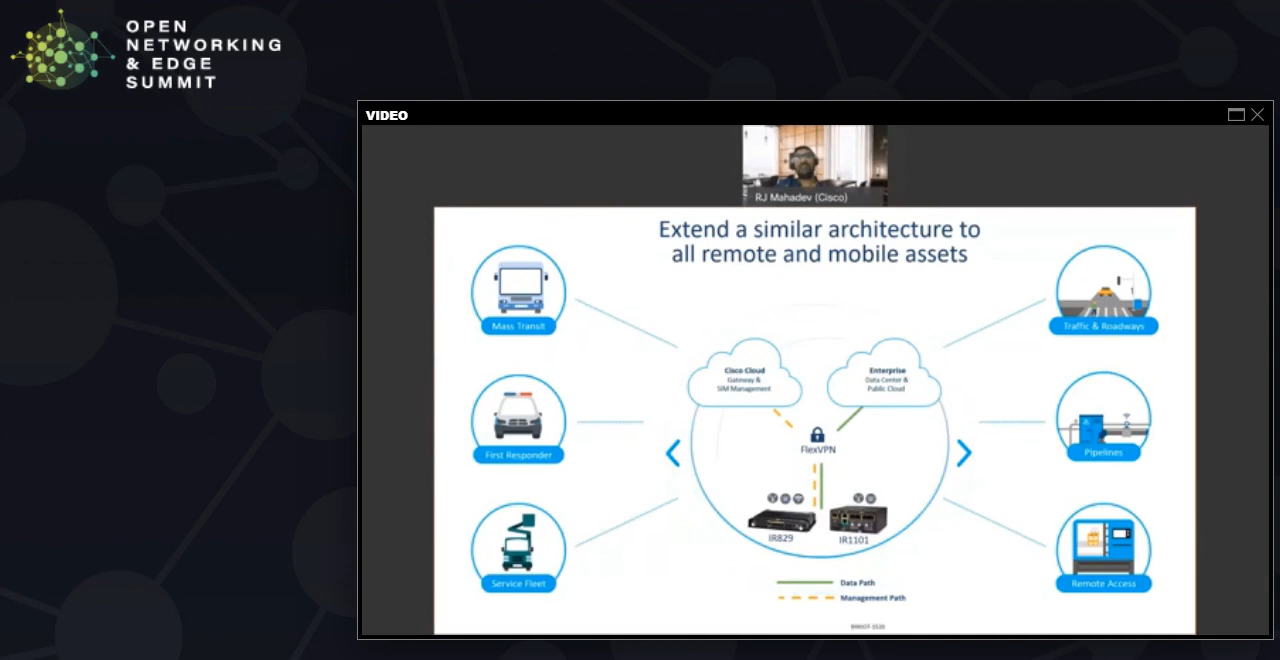 OPEN
NETWORKING
& EDGE
SUMMIT
VIDEO
RJ Mahadev (Cisco)
Extend a similar architecture to
all remote and mobile assets
Mass Transit
Traffic & Roadways
Cisco Cloud
Gateway &
SIM Management
Enterprise
Data Center &
Public Cloud
First Responder
FlexVPN
Pipelines
IR829
IR1101
Service Fleet
Remote Access
Data Path
Management Path